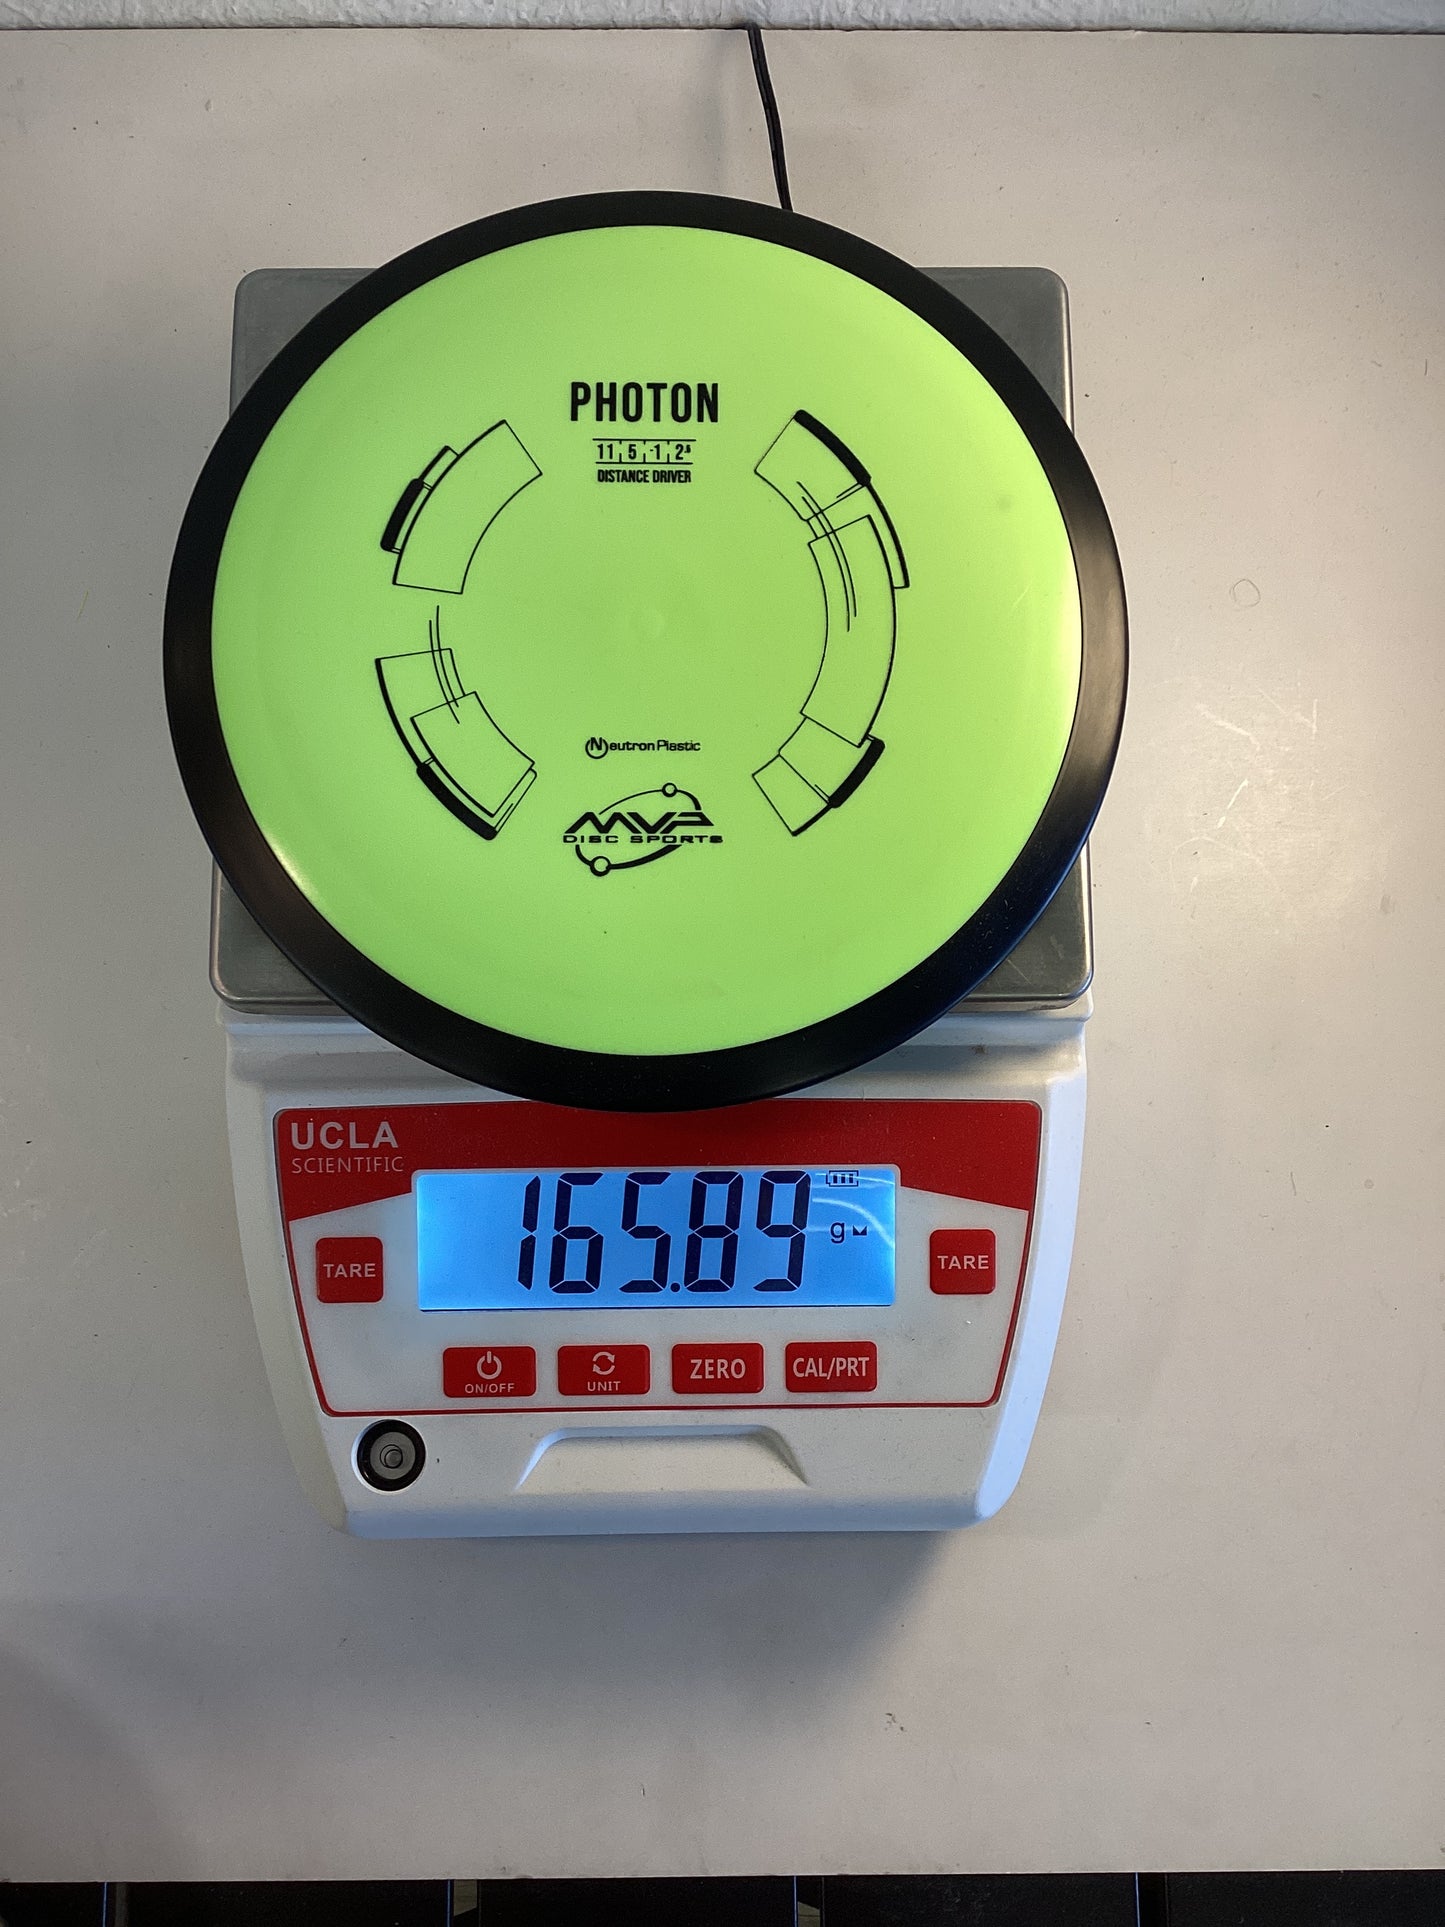 PHOTON
11 5 -1 2.5
DISTANCE DRIVER
Neutron Plastic
MVP
DISC SPORTS
UCLA
SCIENTIFIC
165.89
g
TARE
TARE
ON/OFF
UNIT
ZERO
CAL/PRT